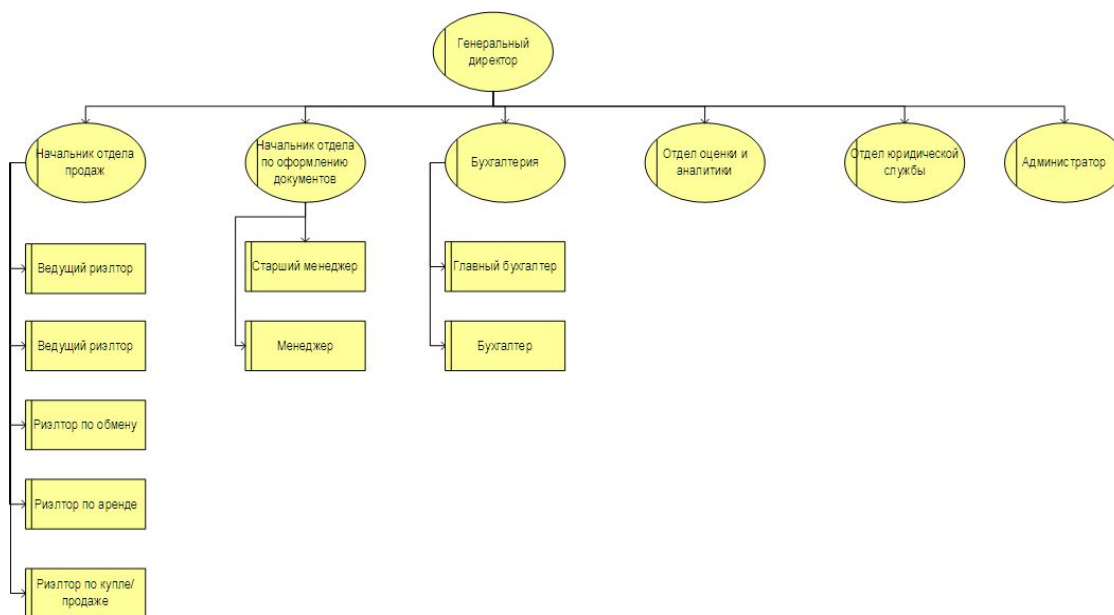 Генеральный
директор
Начальник отдела
продаж
Начальник отдела
по оформлению
документов
Бухгалтерия
Отдел оценки и
аналитики
Отдел юридической
службы
Администратор
Ведущий риэлтор
Старший менеджер
Главный бухгалтер
Ведущий риэлтор
Менеджер
Бухгалтер
Риэлтор по обмену
Риэлтор по аренде
Риэлтор по купле/
продаже